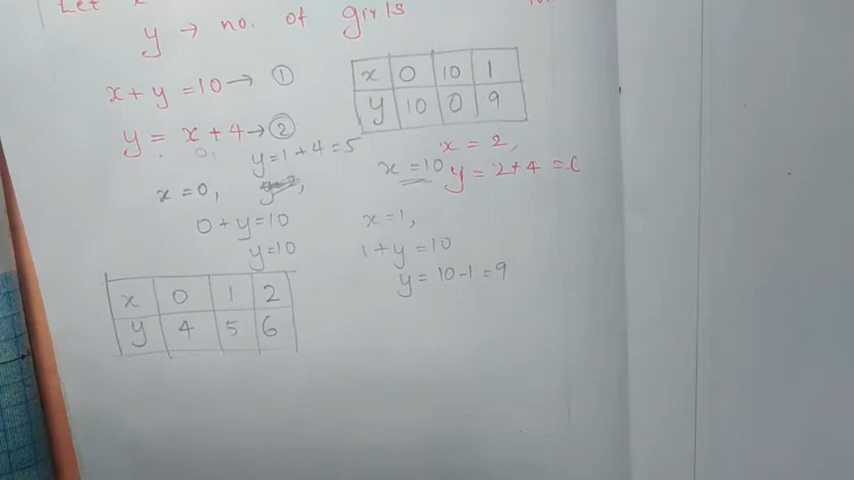 Let x
y → no. of girls
x + y = 10 → ①
x 0 10 1
y 10 0 9
y = x + 4 → ②
y = 1 + 4 = 5
x = 2,
x = 10
y = 2 + 4 = 6
x = 0,
0 + y = 10
y = 10
x = 1,
1 + y = 10
y = 10 - 1 = 9
x 0 1 2
y 4 5 6